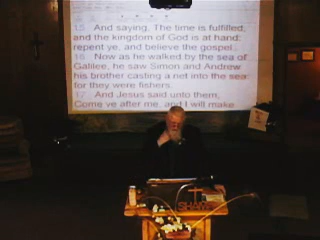 15 And saying, The time is fulfilled,
and the kingdom of God is at hand:
repent ye, and believe the gospel.
16 Now as he walked by the sea of
Galilee, he saw Simon and Andrew
his brother casting a net into the sea:
for they were fishers.
17 And Jesus said unto them,
Come ye after me, and I will make